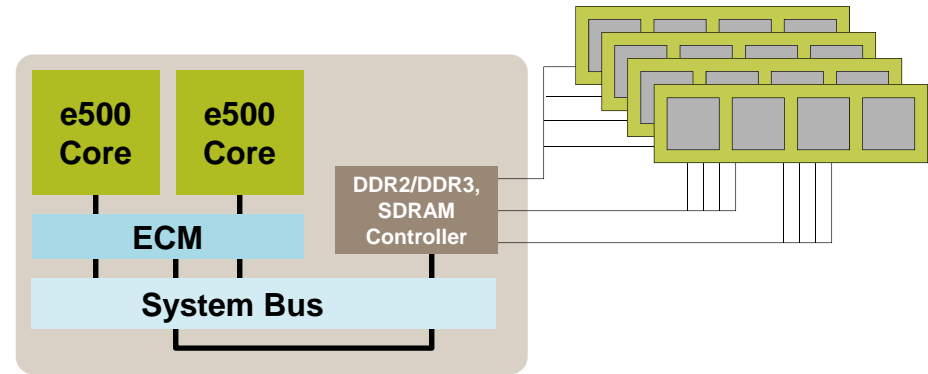 e500
Core
e500
Core
DDR2/DDR3,
SDRAM
Controller
ECM
System Bus